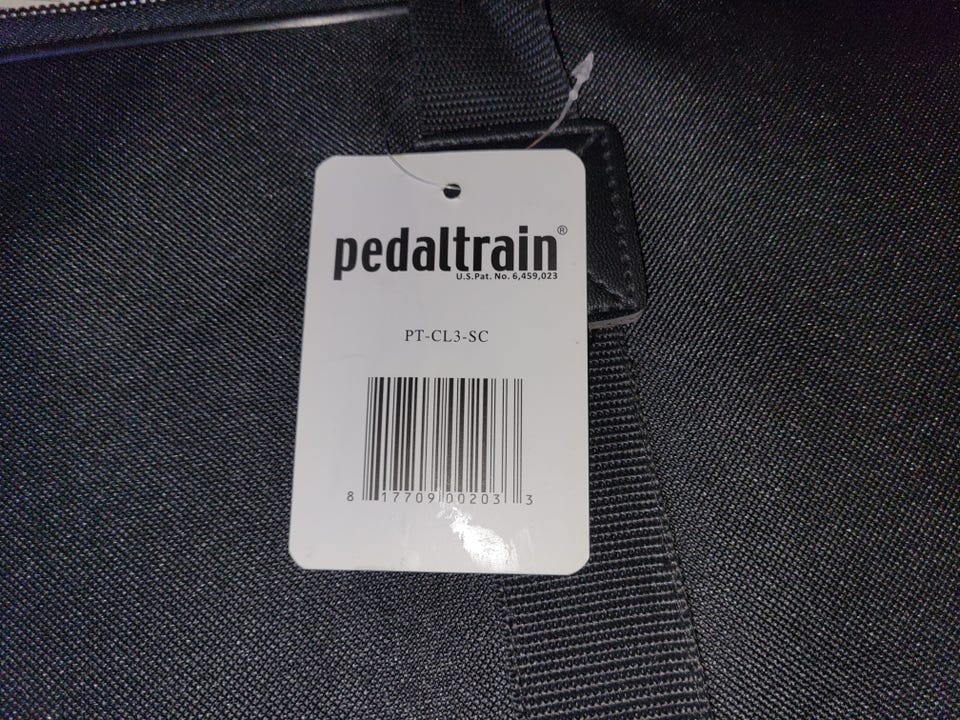 pedaltrain®
U.S.Pat. No. 6,459,023
PT-CL3-SC
8 17709 00203 3